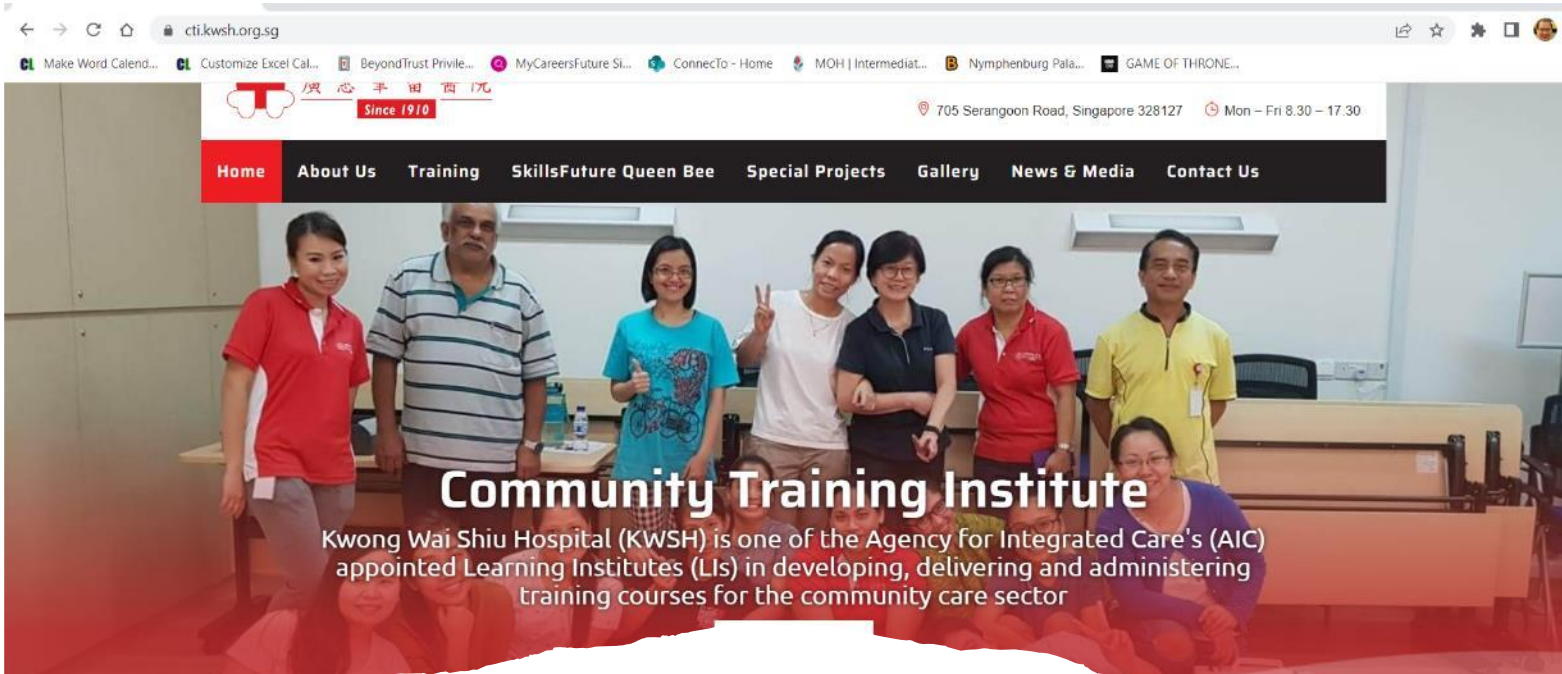 cti.kwsh.org.sg
CL Make Word Calend... CL Customize Excel Cal... BeyondTrust Privile... MyCareersFuture Si... ConnecTo - Home MOH | Intermediat... B Nymphenburg Pala... GAME OF THRONE...
Since 1910
705 Serangoon Road, Singapore 328127 Mon – Fri 8.30 – 17.30
Home About Us Training SkillsFuture Queen Bee Special Projects Gallery News & Media Contact Us
Community Training Institute
Kwong Wai Shiu Hospital (KWSH) is one of the Agency for Integrated Care's (AIC)
appointed Learning Institutes (LIs) in developing, delivering and administering
training courses for the community care sector